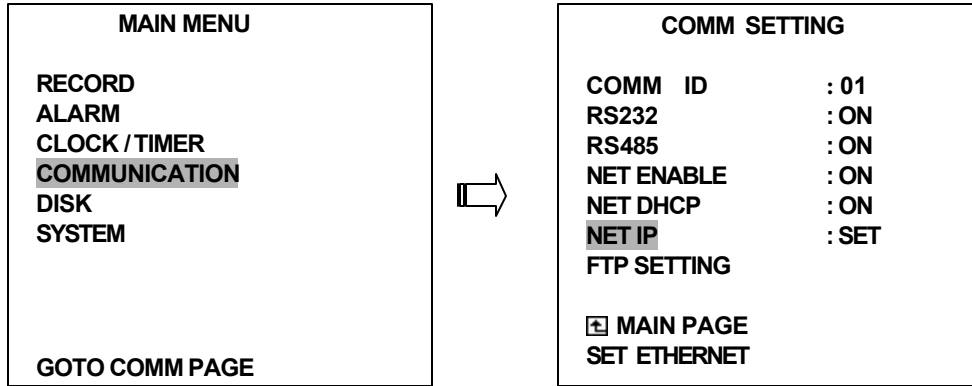 MAIN MENU
RECORD
ALARM
CLOCK / TIMER
COMMUNICATION
DISK
SYSTEM
GOTO COMM PAGE
COMM SETTING
COMM ID : 01
RS232 : ON
RS485 : ON
NET ENABLE : ON
NET DHCP : ON
NET IP : SET
FTP SETTING
MAIN PAGE
SET ETHERNET